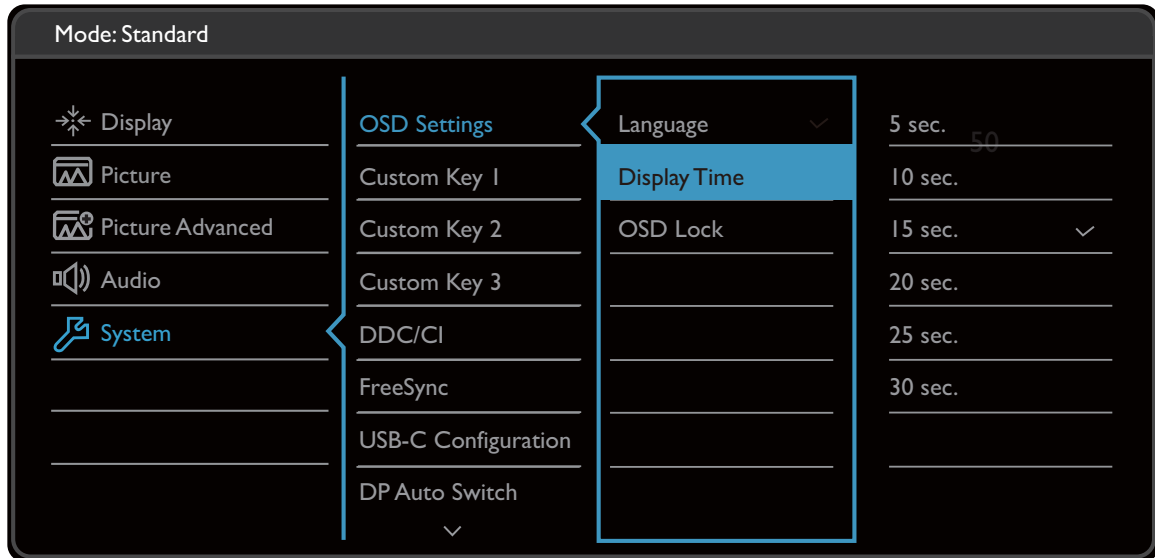 Mode: Standard
Display
Picture
Picture Advanced
Audio
System
OSD Settings
Custom Key 1
Custom Key 2
Custom Key 3
DDC/CI
FreeSync
USB-C Configuration
DP Auto Switch
Language
Display Time
OSD Lock
5 sec.
50
10 sec.
15 sec.
20 sec.
25 sec.
30 sec.